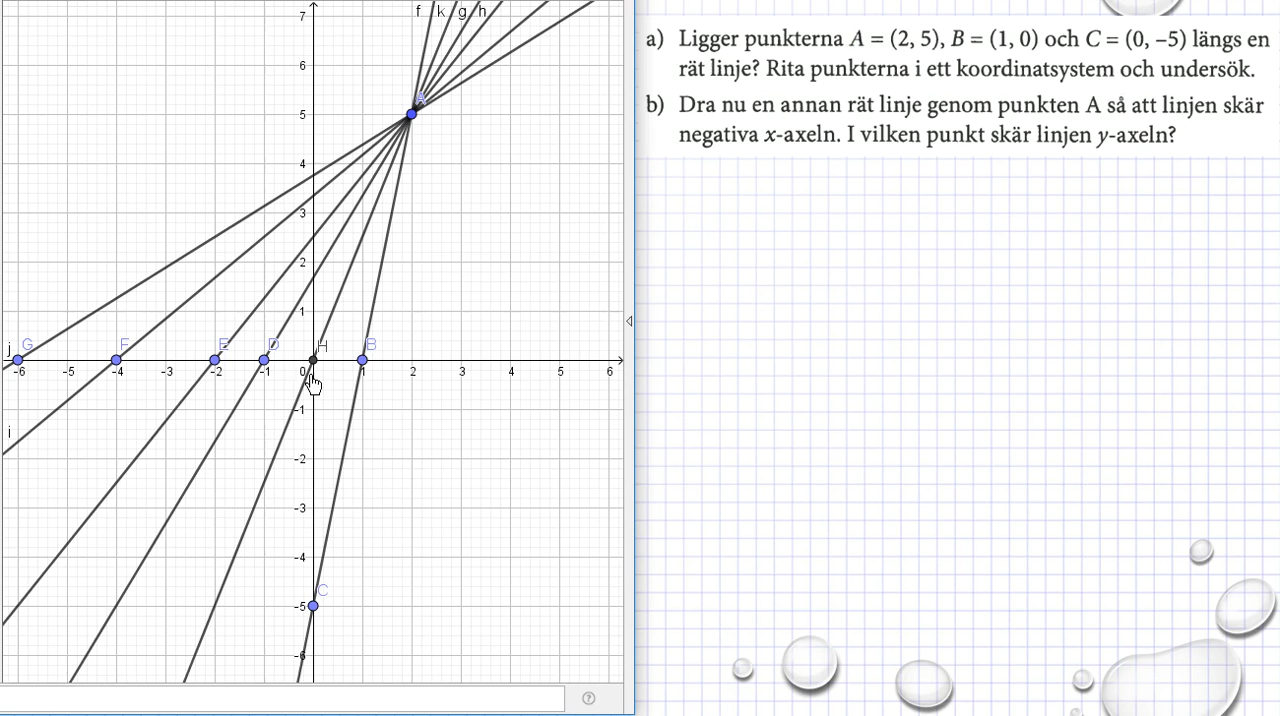 f k g h
7
6
A
5
4
3
2
1
j G F E D H B
-6 -5 -4 -3 -2 -1 0 1 2 3 4 5 6
-1
i
-2
-3
-4
C
-5
-6
a) Ligger punkterna A = (2, 5), B = (1, 0) och C = (0, –5) längs en
rät linje? Rita punkterna i ett koordinatsystem och undersök.
b) Dra nu en annan rät linje genom punkten A så att linjen skär
negativa x-axeln. I vilken punkt skär linjen y-axeln?
?